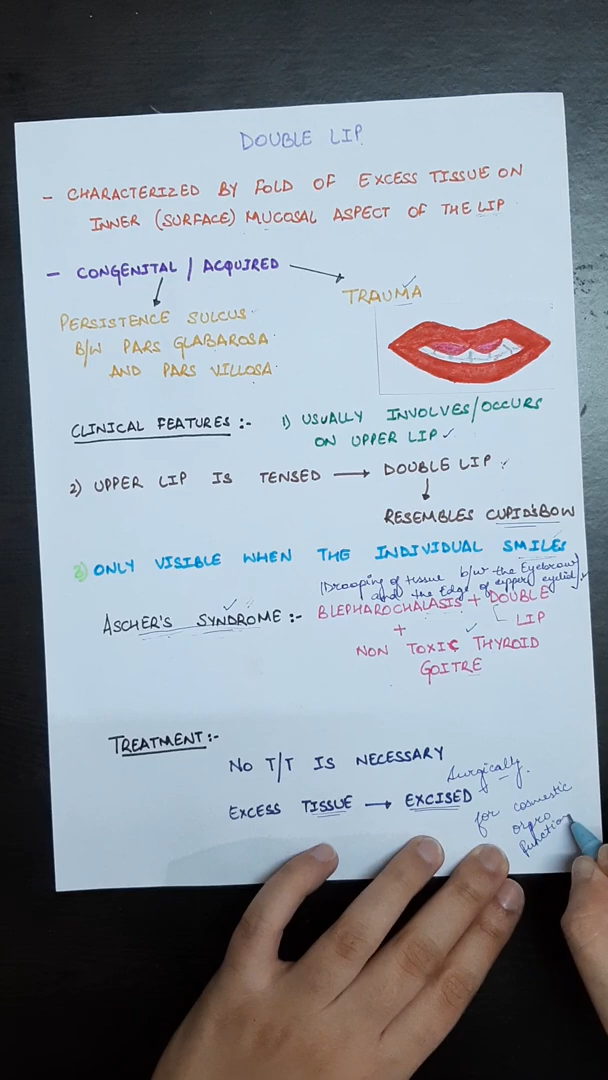 DOUBLE LIP
- CHARACTERIZED BY FOLD OF EXCESS TISSUE ON
INNER (SURFACE) MUCOSAL ASPECT OF THE LIP
- CONGENITAL / ACQUIRED
TRAUMA
PERSISTENCE SULCUS
B/W PARS GLABAROSA
AND PARS VILLOSA
CLINICAL FEATURES :- 1) USUALLY INVOLVES/OCCURS
ON UPPER LIP
2) UPPER LIP IS TENSED → DOUBLE LIP
RESEMBLES CUPID'S BOW
3) ONLY VISIBLE WHEN THE INDIVIDUAL SMILES
(Drooping of tissue b/w the Eyebrow
and the Edge of upper eyelid)
ASCHER'S SYNDROME :- BLEPHAROCHALASIS + DOUBLE
LIP
+
NON TOXIC THYROID
GOITRE
TREATMENT :-
NO T/T IS NECESSARY
Surgically.
EXCESS TISSUE → EXCISED
for cosmestic
function